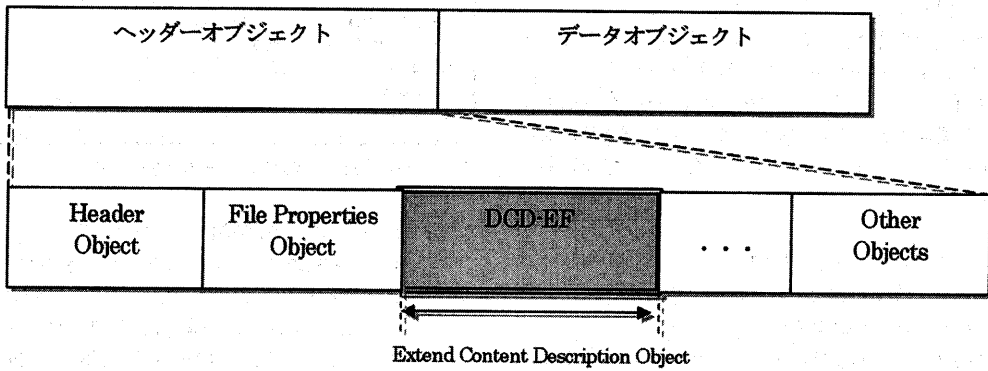 ヘッダーオブジェクト
データオブジェクト
Header
Object
File Properties
Object
DCD-EF
. . .
Other
Objects
Extend Content Description Object